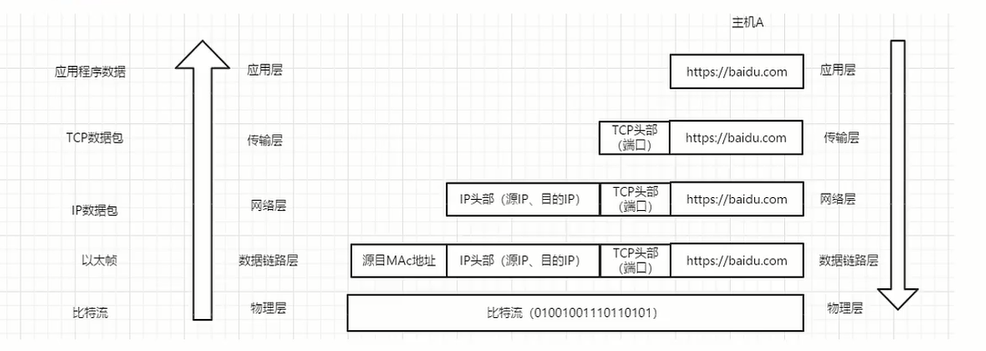 主机A
应用程序数据 应用层 https://baidu.com 应用层
TCP数据包 传输层 TCP头部（端口） https://baidu.com 传输层
IP数据包 网络层 IP头部（源IP、目的IP） TCP头部（端口） https://baidu.com 网络层
以太帧 数据链路层 源目MAc地址 IP头部（源IP、目的IP） TCP头部（端口） https://baidu.com 数据链路层
比特流 物理层 比特流（01001001110110101） 物理层